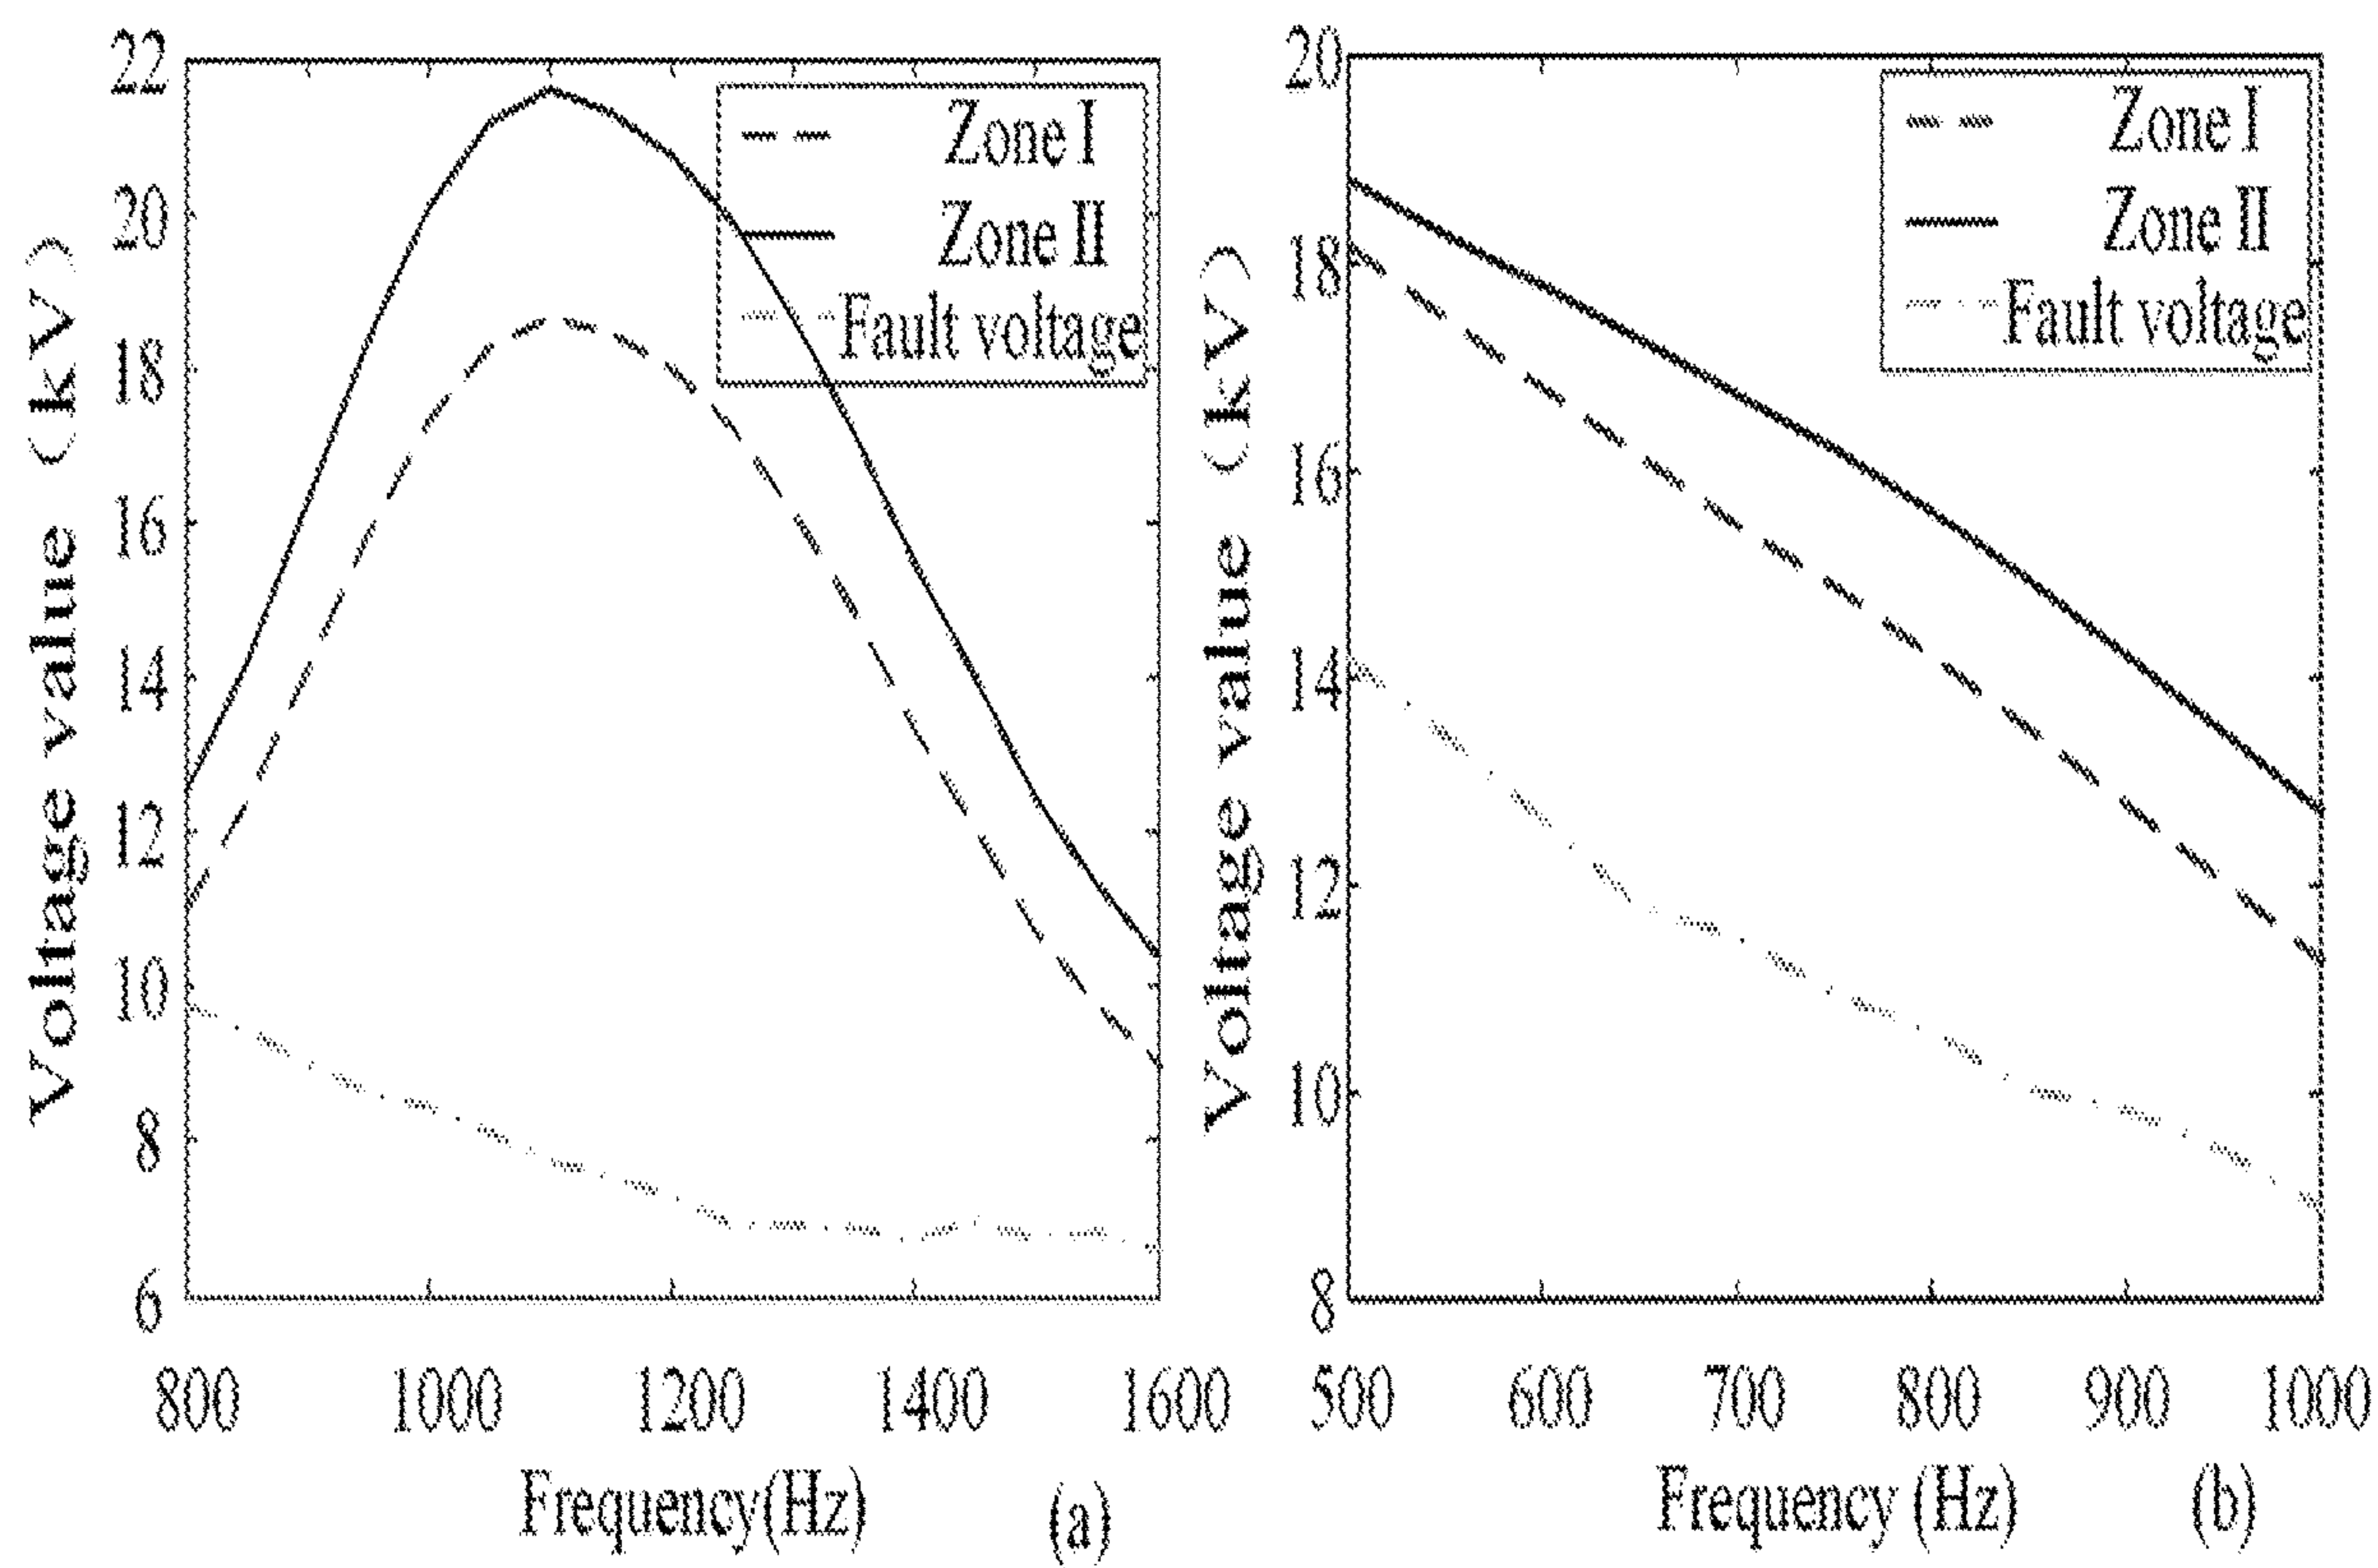 Voltage value (kV)
22
20
18
16
14
12
10
8
6
Zone I
Zone II
Fault voltage
800 1000 1200 1400 1600
Frequency(Hz) (a)
Voltage value (kV)
20
18
16
14
12
10
8
Zone I
Zone II
Fault voltage
500 600 700 800 900 1000
Frequency (Hz) (b)